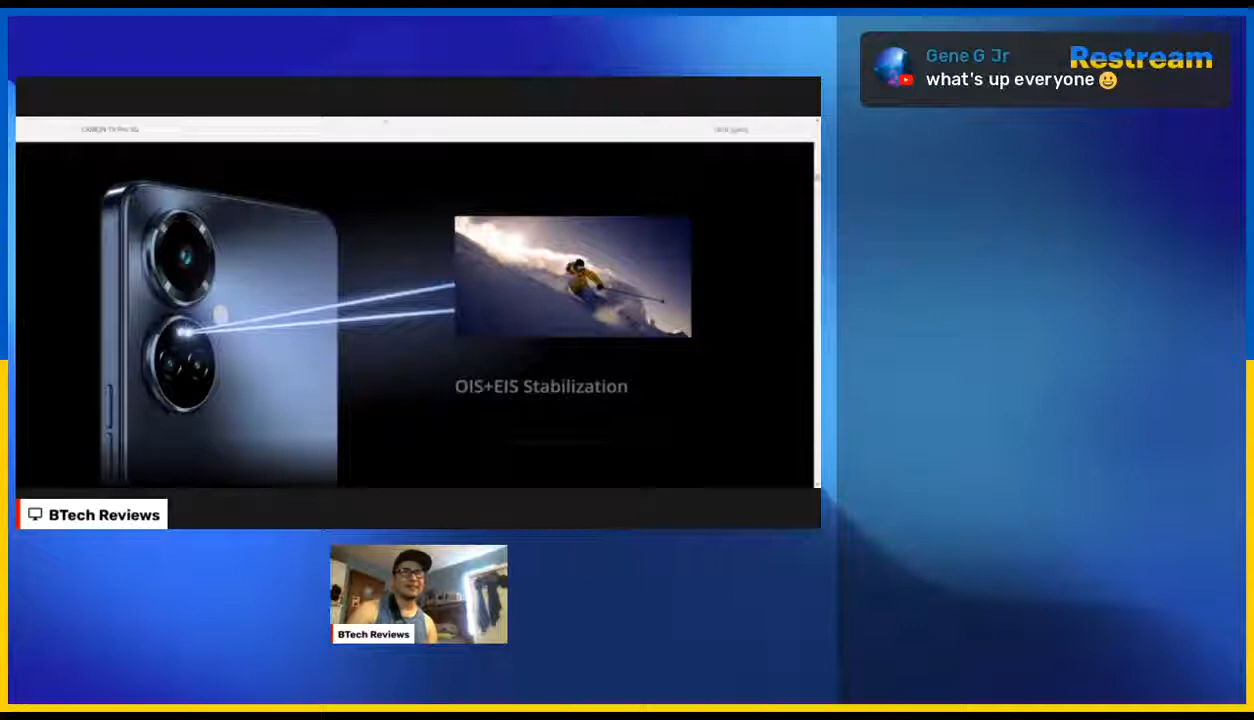 Gene G Jr
Restream
what's up everyone
OIS+EIS Stabilization
BTech Reviews
BTech Reviews